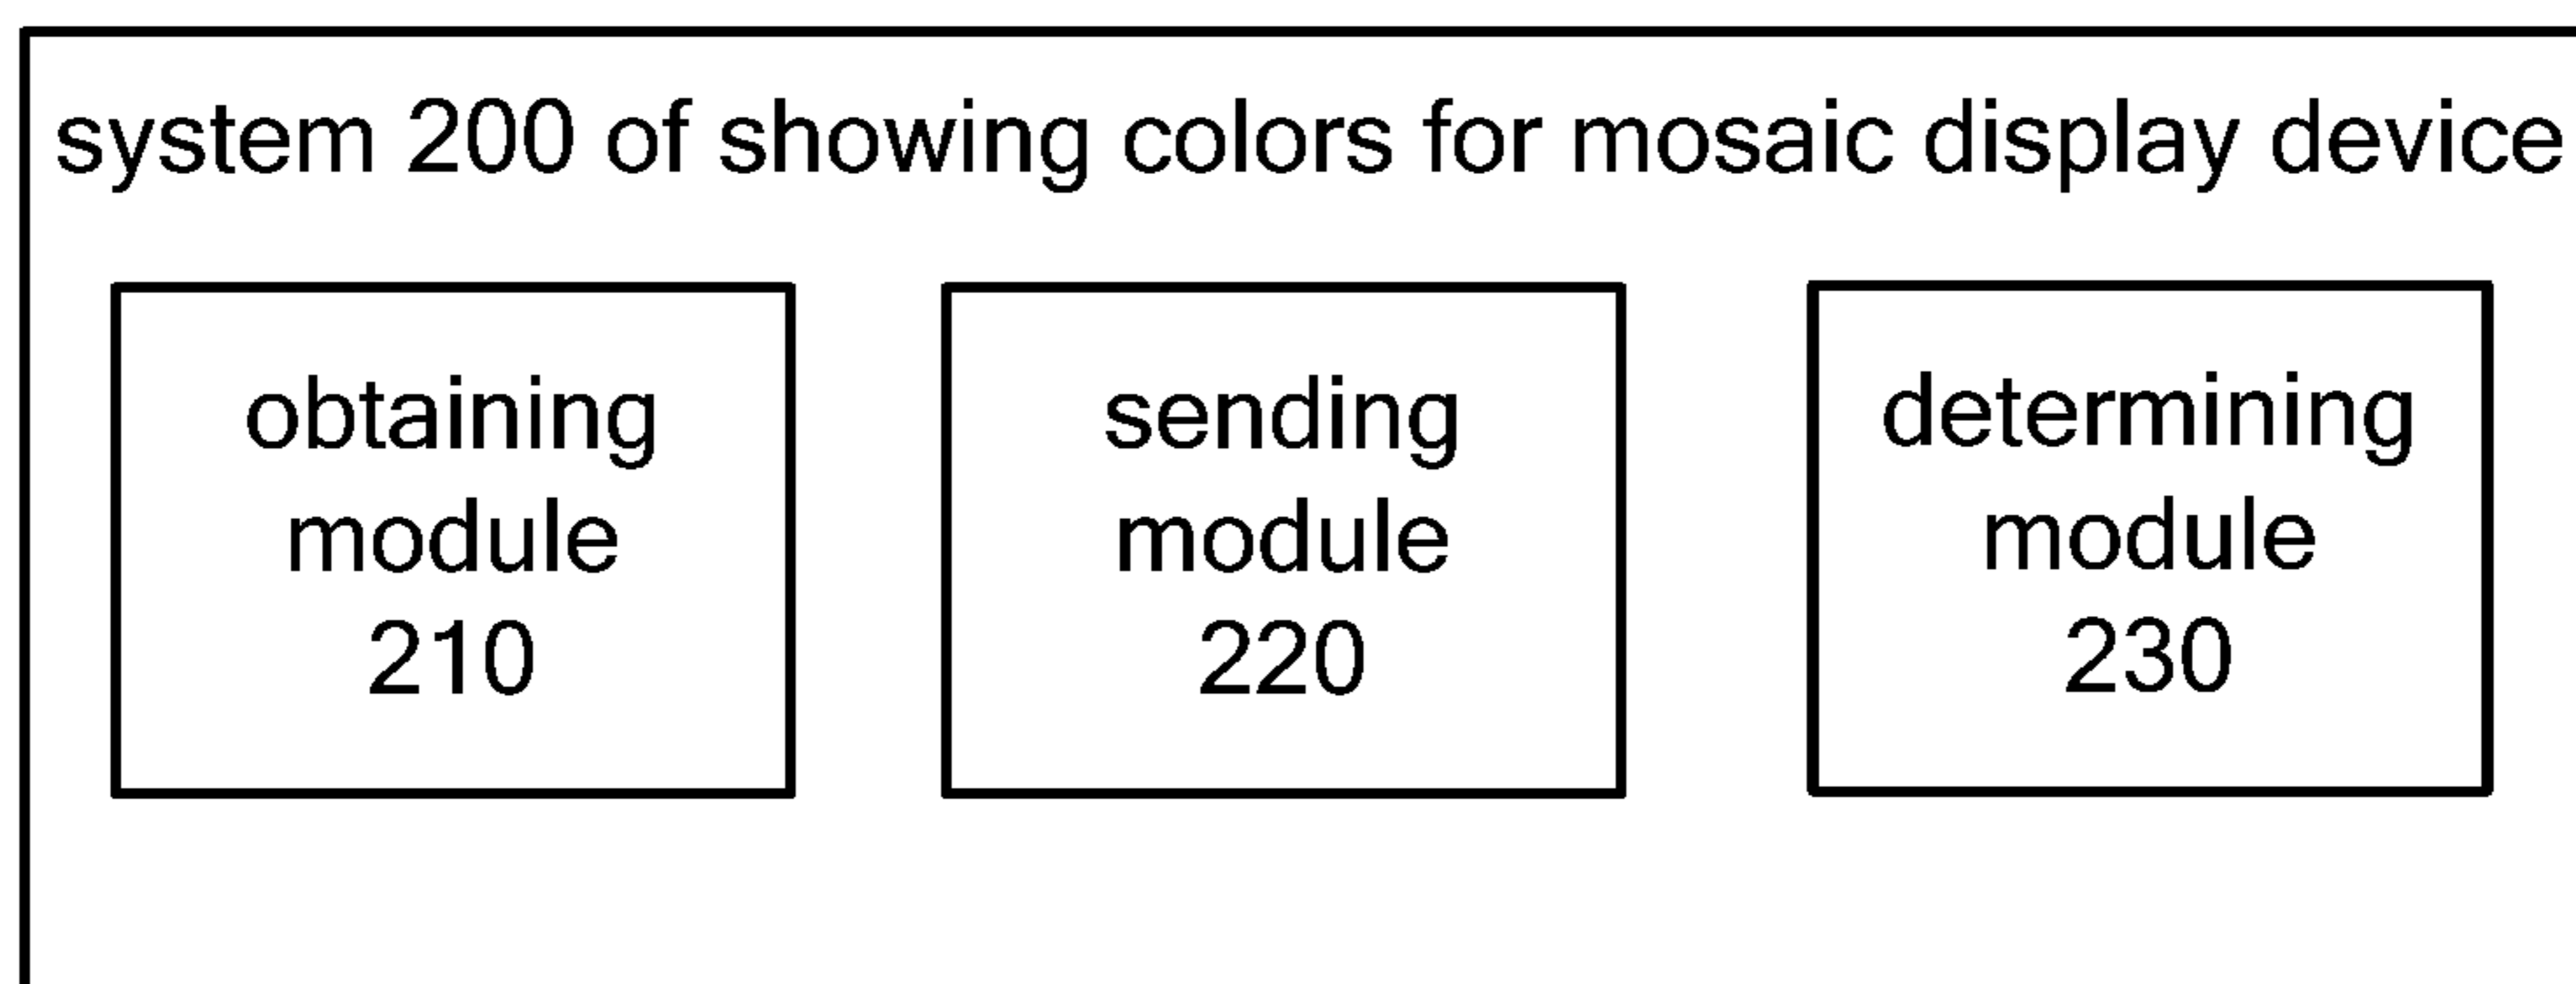 system 200 of showing colors for mosaic display device
obtaining
module
210
sending
module
220
determining
module
230